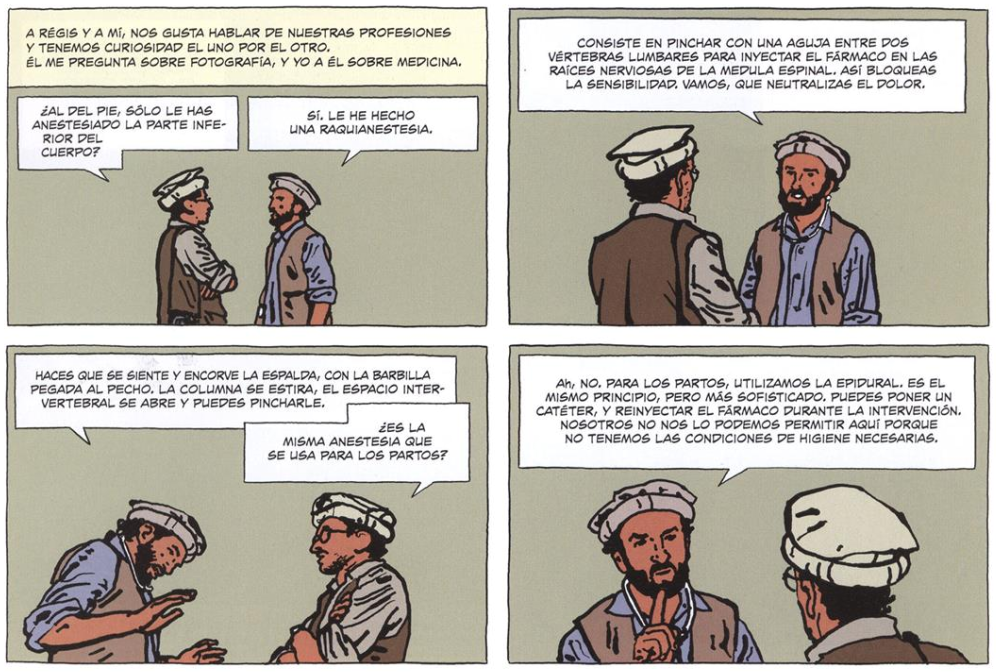 A RÉGIS Y A MÍ, NOS GUSTA HABLAR DE NUESTRAS PROFESIONES
Y TENEMOS CURIOSIDAD EL UNO POR EL OTRO.
ÉL ME PREGUNTA SOBRE FOTOGRAFÍA, Y YO A ÉL SOBRE MEDICINA.
¿AL DEL PIE, SÓLO LE HAS
ANESTESIADO LA PARTE INFE-
RIOR DEL
CUERPO?
SÍ. LE HE HECHO
UNA RAQUIANESTESIA.
CONSISTE EN PINCHAR CON UNA AGUJA ENTRE DOS
VÉRTEBRAS LUMBARES PARA INYECTAR EL FÁRMACO EN LAS
RAÍCES NERVIOSAS DE LA MEDULA ESPINAL. ASÍ BLOQUEAS
LA SENSIBILIDAD. VAMOS, QUE NEUTRALIZAS EL DOLOR.
HACES QUE SE SIENTE Y ENCORVE LA ESPALDA, CON LA BARBILLA
PEGADA AL PECHO. LA COLUMNA SE ESTIRA, EL ESPACIO INTER-
VERTEBRAL SE ABRE Y PUEDES PINCHARLE.
¿ES LA
MISMA ANESTESIA QUE
SE USA PARA LOS PARTOS?
Ah, NO. PARA LOS PARTOS, UTILIZAMOS LA EPIDURAL. ES EL
MISMO PRINCIPIO, PERO MÁS SOFISTICADO. PUEDES PONER UN
CATÉTER, Y REINYECTAR EL FÁRMACO DURANTE LA INTERVENCIÓN.
NOSOTROS NO NOS LO PODEMOS PERMITIR AQUÍ PORQUE
NO TENEMOS LAS CONDICIONES DE HIGIENE NECESARIAS.